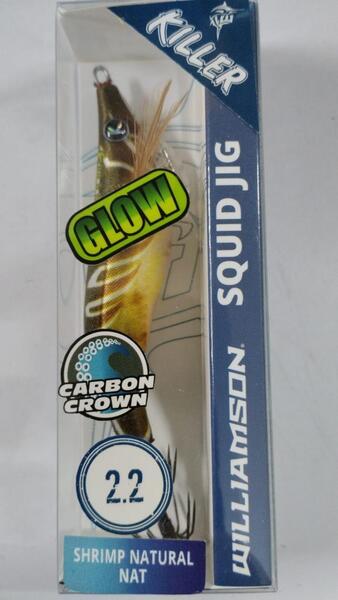 KILLER
WILLIAMSON SQUID JIG
GLOW
CARBON
CROWN
2.2
SHRIMP NATURAL
NAT